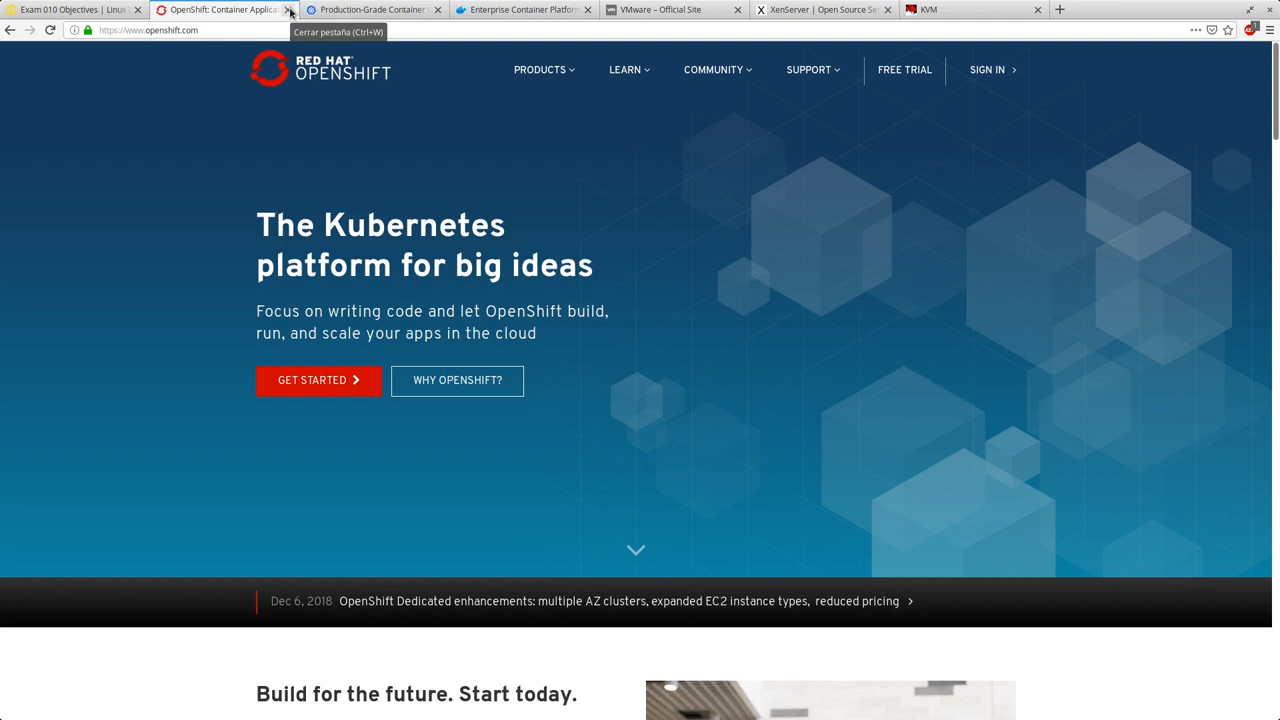 Exam 010 Objectives | Linux
OpenShift: Container Applica
Production-Grade Container
Enterprise Container Platform
VMware – Official Site
XenServer | Open Source Se
KVM
https://www.openshift.com
Cerrar pestaña (Ctrl+W)
RED HAT
OPENSHIFT
PRODUCTS
LEARN
COMMUNITY
SUPPORT
FREE TRIAL
SIGN IN
The Kubernetes
platform for big ideas
Focus on writing code and let OpenShift build,
run, and scale your apps in the cloud
GET STARTED
WHY OPENSHIFT?
Dec 6, 2018 OpenShift Dedicated enhancements: multiple AZ clusters, expanded EC2 instance types, reduced pricing
Build for the future. Start today.